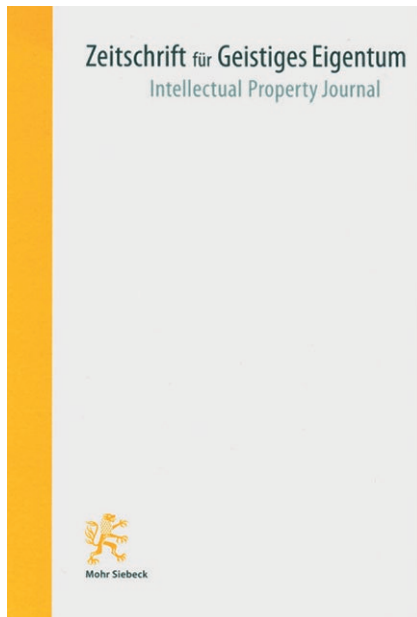 Zeitschrift für Geistiges Eigentum
Intellectual Property Journal
Mohr Siebeck